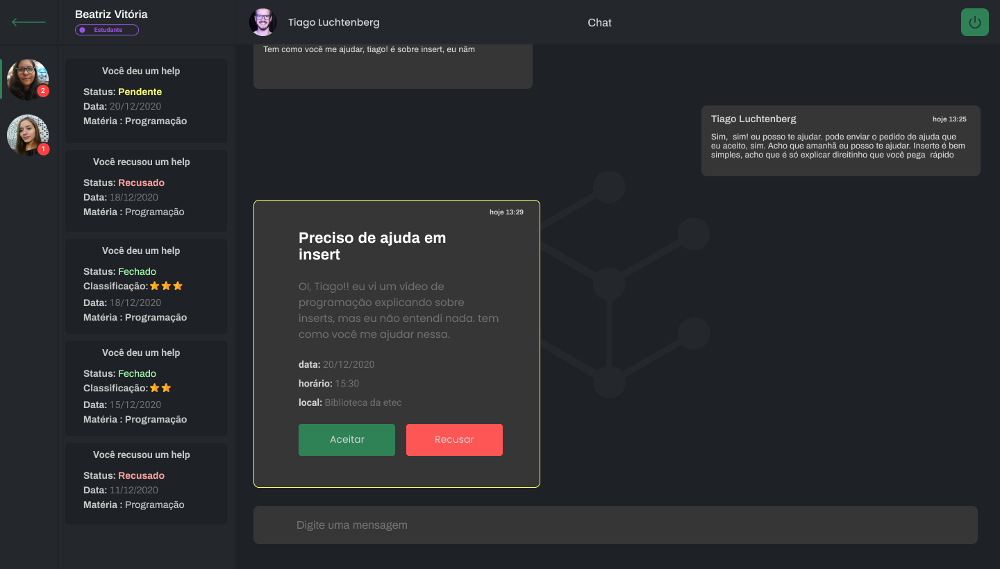 Beatriz Vitória
Estudante
Tiago Luchtenberg
Chat
2
1
Você deu um help
Status: Pendente
Data: 20/12/2020
Matéria : Programação
Você recusou um help
Status: Recusado
Data: 18/12/2020
Matéria : Programação
Você deu um help
Status: Fechado
Classificação:
Data: 18/12/2020
Matéria : Programação
Você deu um help
Status: Fechado
Classificação:
Data: 15/12/2020
Matéria : Programação
Você recusou um help
Status: Recusado
Data: 11/12/2020
Matéria : Programação
Tem como você me ajudar, tiago! é sobre insert, eu nãm
Tiago Luchtenberg
hoje 13:25
Sim, sim! eu posso te ajudar. pode enviar o pedido de ajuda que
eu aceito, sim. Acho que amanhã eu posso te ajudar. Inserte é bem
simples, acho que é só explicar direitinho que você pega rápido
hoje 13:29
Preciso de ajuda em
insert
OI, Tiago!! eu vi um vídeo de
programação explicando sobre
inserts, mas eu não entendi nada. tem
como você me ajudar nessa.
data: 20/12/2020
horário: 15:30
local: Biblioteca da etec
Aceitar
Recusar
Digite uma mensagem